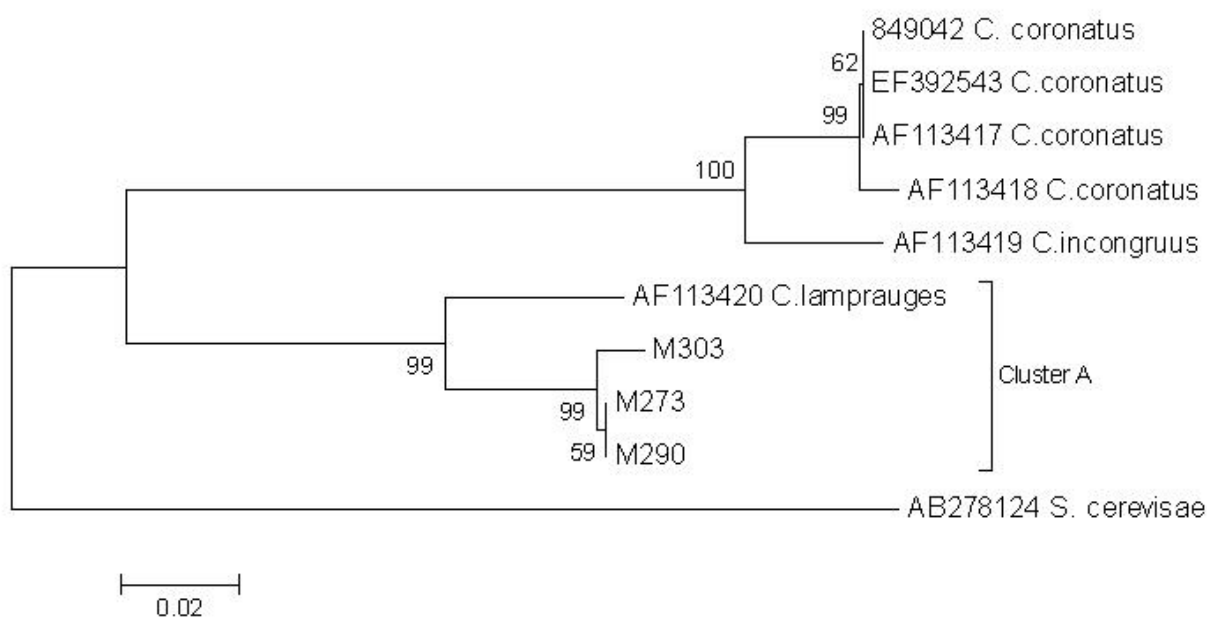 849042 C. coronatus
62
EF392543 C.coronatus
99
AF113417 C.coronatus
100
AF113418 C.coronatus
AF113419 C.incongruus
AF113420 C.lamprauges
M303
99
Cluster A
M273
99
59 M290
AB278124 S. cerevisae
0.02